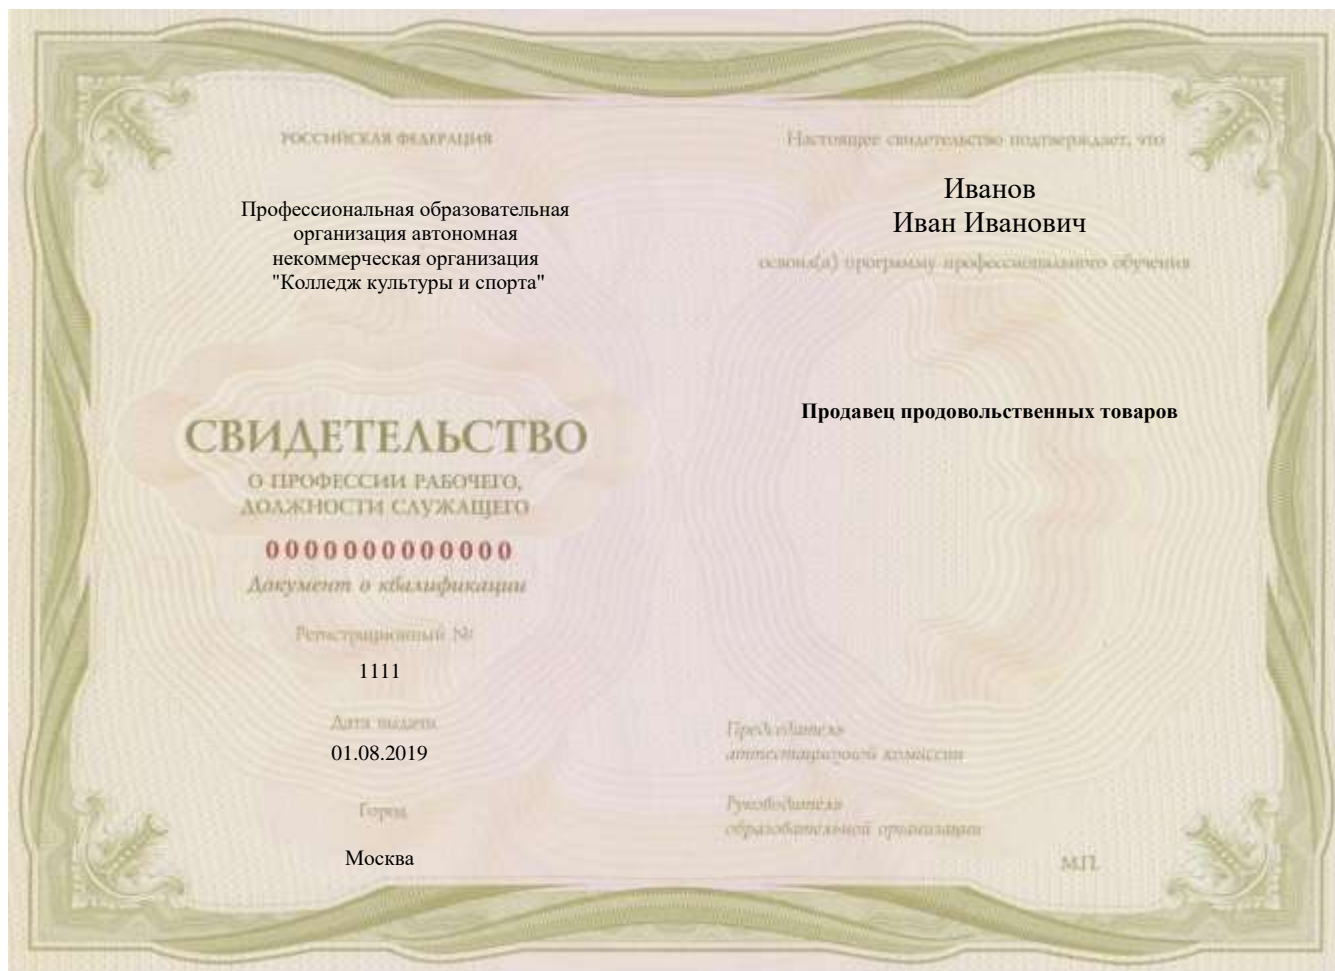 РОССИЙСКАЯ ФЕДЕРАЦИЯ
Профессиональная образовательная
организация автономная
некоммерческая организация
"Колледж культуры и спорта"
СВИДЕТЕЛЬСТВО
О ПРОФЕССИИ РАБОЧЕГО,
ДОЛЖНОСТИ СЛУЖАЩЕГО
0000000000000
Документ о квалификации
Регистрационный №
1111
Дата выдачи
01.08.2019
Город
Москва
Настоящее свидетельство подтверждает, что
Иванов
Иван Иванович
освоил(а) программу профессионального обучения
Продавец продовольственных товаров
Председатель
аттестационной комиссии
Руководитель
образовательной организации
М.П.